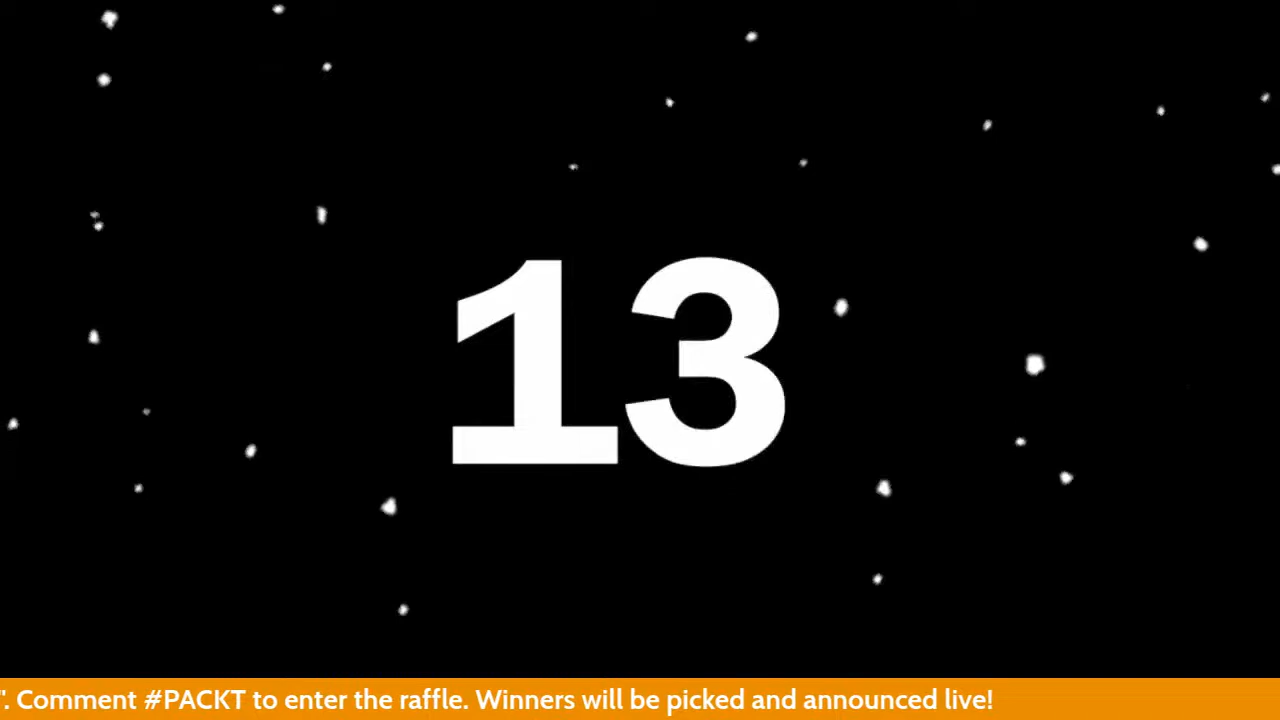 13
". Comment #PACKT to enter the raffle. Winners will be picked and announced live!